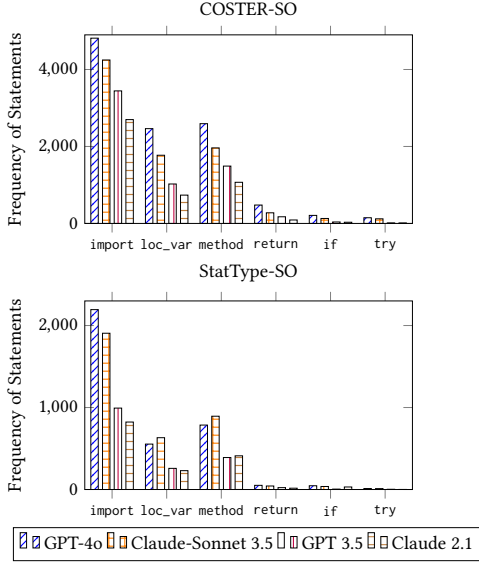 COSTER-SO
Frequency of Statements
4,000
2,000
0
import loc_var method return if try
StatType-SO
Frequency of Statements
2,000
1,000
0
import loc_var method return if try
GPT-4o Claude-Sonnet 3.5 GPT 3.5 Claude 2.1